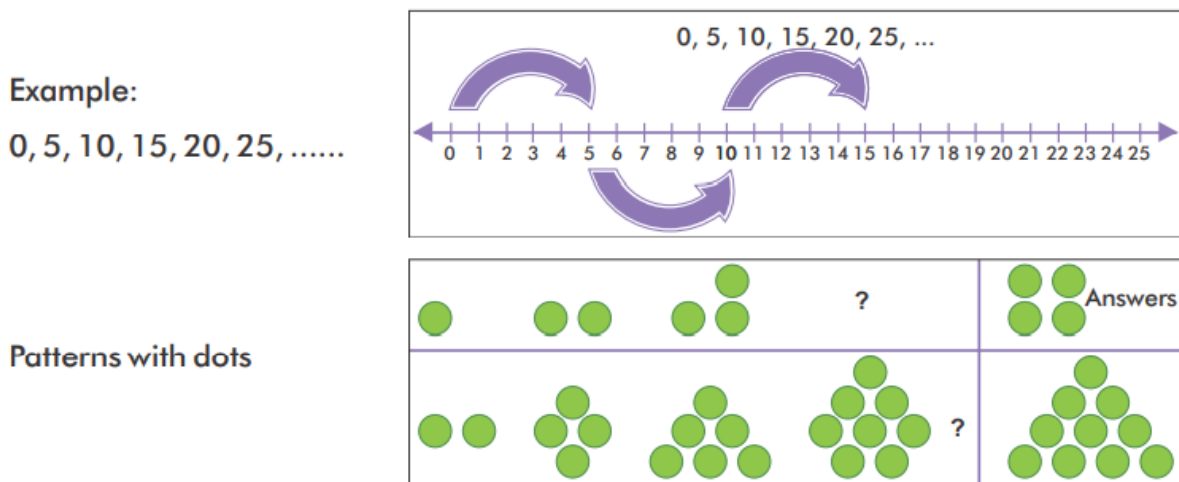 Example:
0, 5, 10, 15, 20, 25, ......
0, 5, 10, 15, 20, 25, ...
0 1 2 3 4 5 6 7 8 9 10 11 12 13 14 15 16 17 18 19 20 21 22 23 24 25
Patterns with dots
?
Answers
?